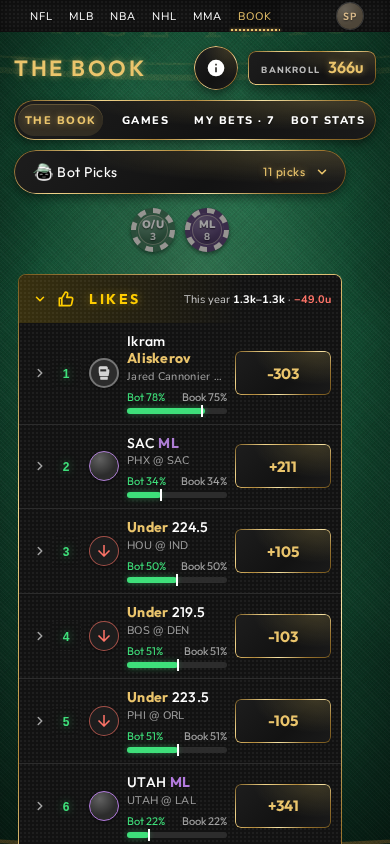 NFL MLB NBA NHL MMA BOOK SP
THE BOOK
BANKROLL 366u
THE BOOK GAMES MY BETS · 7 BOT STATS
Bot Picks 11 picks
O/U
3
ML
8
LIKES This year 1.3k–1.3k · −49.0u
1 Ikram
Aliskerov
Jared Cannonier ...
Bot 78% Book 75%
-303
2 SAC ML
PHX @ SAC
Bot 34% Book 34%
+211
3 Under 224.5
HOU @ IND
Bot 50% Book 50%
+105
4 Under 219.5
BOS @ DEN
Bot 51% Book 51%
-103
5 Under 223.5
PHI @ ORL
Bot 51% Book 51%
-105
6 UTAH ML
UTAH @ LAL
Bot 22% Book 22%
+341